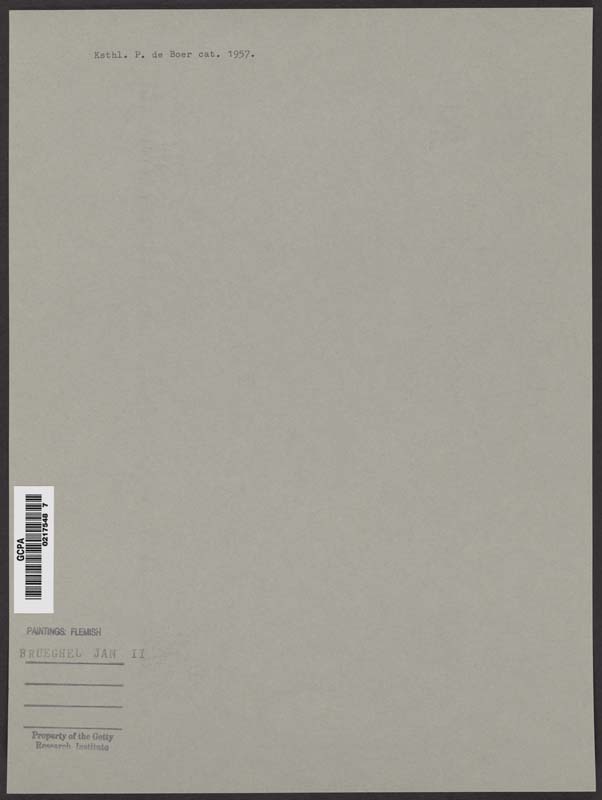 Ksthl. P. de Boer cat. 1957.
GCPA
0217548 7
PAINTINGS: FLEMISH
BRUEGHEL JAN II
Property of the Getty
Research Institute